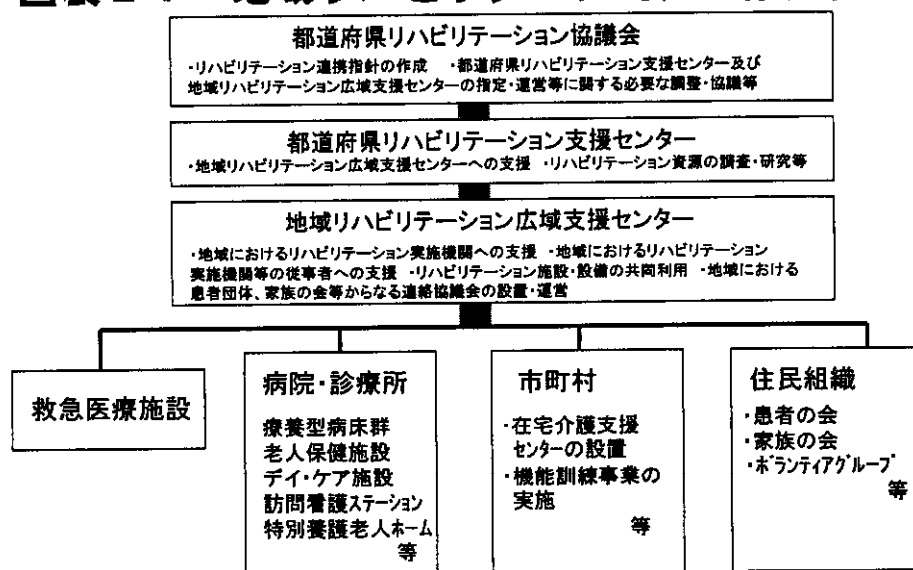 都道府県リハビリテーション協議会
・リハビリテーション連携指針の作成 ・都道府県リハビリテーション支援センター及び
地域リハビリテーション広域支援センターの指定・運営等に関する必要な調整・協議等
都道府県リハビリテーション支援センター
・地域リハビリテーション広域支援センターへの支援 ・リハビリテーション資源の調査・研究等
地域リハビリテーション広域支援センター
・地域におけるリハビリテーション実施機関への支援 ・地域におけるリハビリテーション
実施機関等の従事者への支援 ・リハビリテーション施設・設備の共同利用 ・地域における
患者団体、家族の会等からなる連絡協議会の設置・運営
救急医療施設
病院・診療所
療養型病床群
老人保健施設
デイ・ケア施設
訪問看護ステーション
特別養護老人ホーム
等
市町村
・在宅介護支援
センターの設置
・機能訓練事業の
実施
等
住民組織
・患者の会
・家族の会
・ボランティアグループ
等